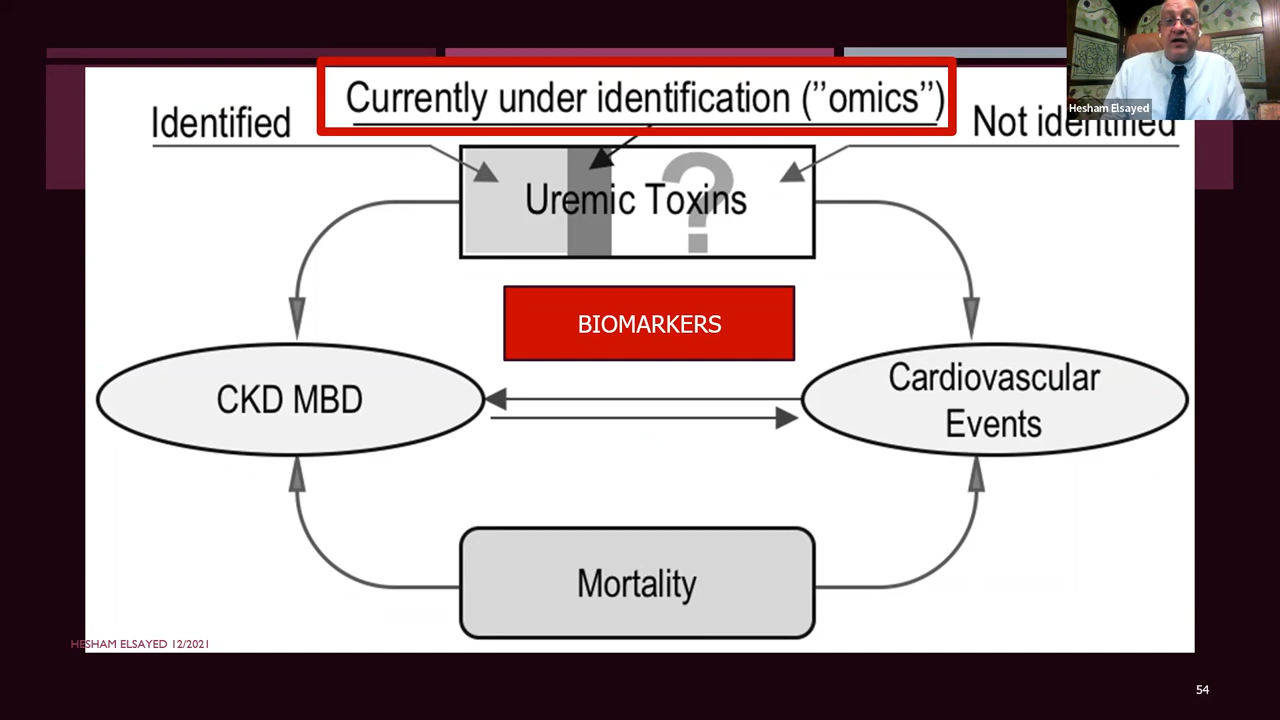 Currently under identification (”omics”)
Identified
Not identified
Hesham Elsayed
Uremic Toxins
?
BIOMARKERS
CKD MBD
Cardiovascular
Events
Mortality
HESHAM ELSAYED 12/2021
54